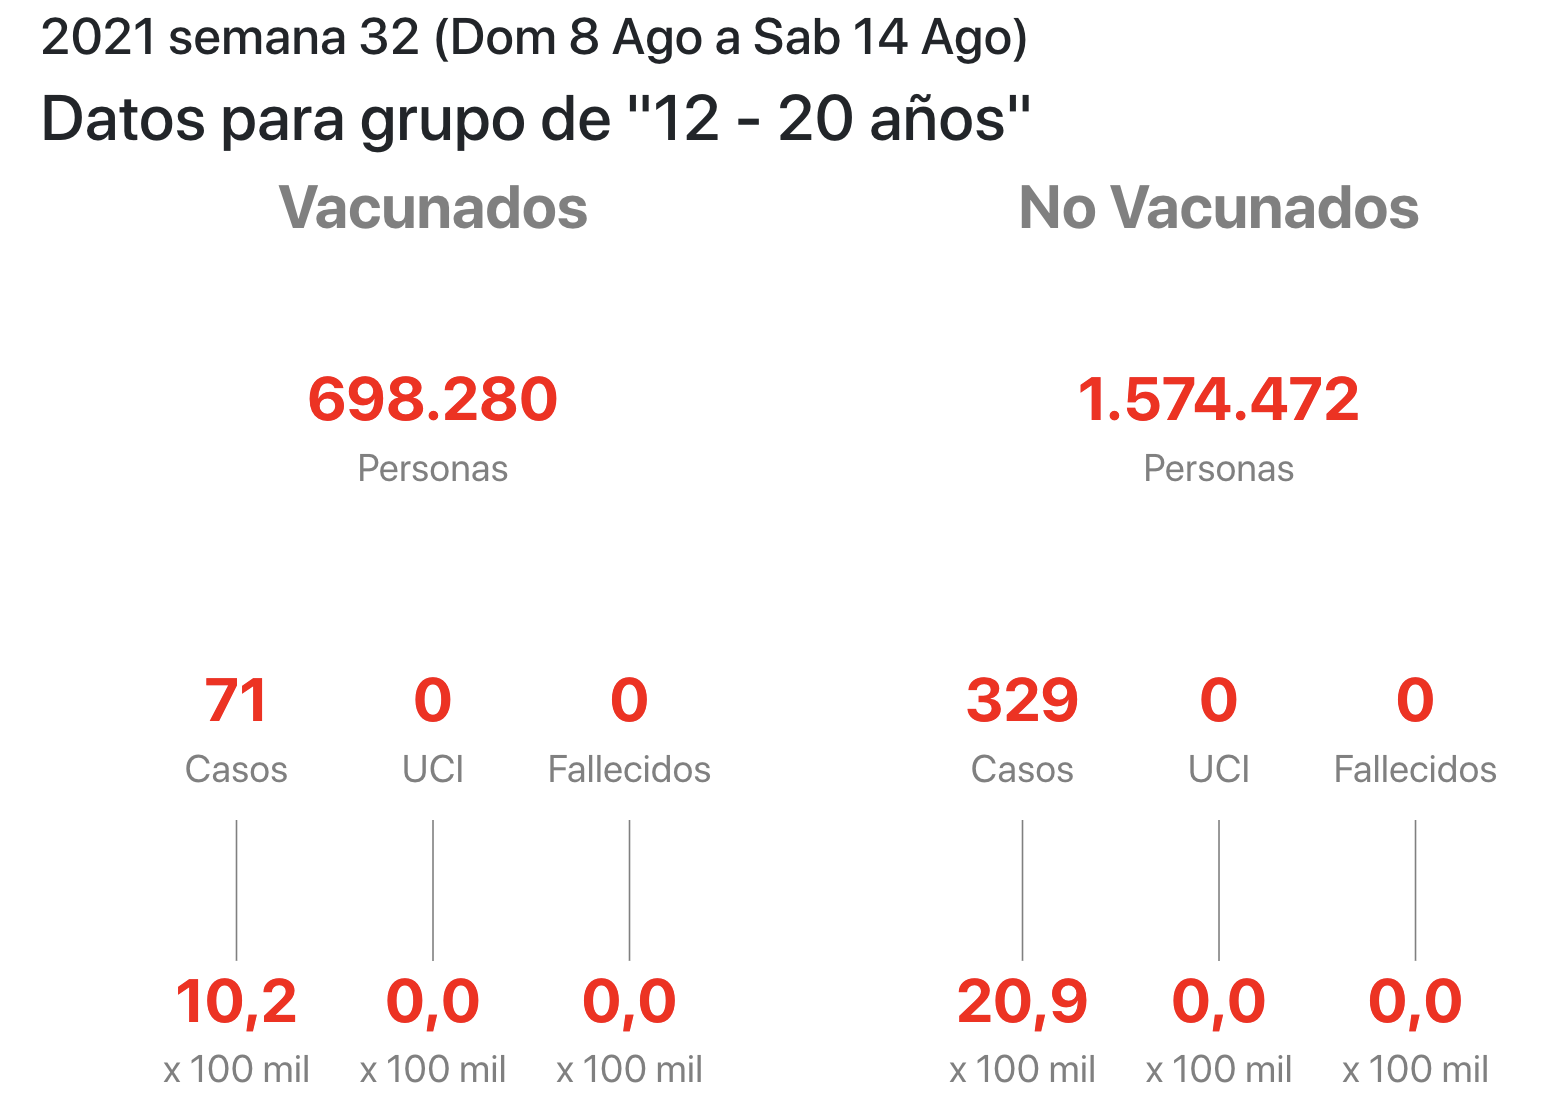 2021 semana 32 (Dom 8 Ago a Sab 14 Ago)
Datos para grupo de "12 - 20 años"
Vacunados
698.280
Personas
71 0 0
Casos UCI Fallecidos
10,2 0,0 0,0
x 100 mil x 100 mil x 100 mil
No Vacunados
1.574.472
Personas
329 0 0
Casos UCI Fallecidos
20,9 0,0 0,0
x 100 mil x 100 mil x 100 mil